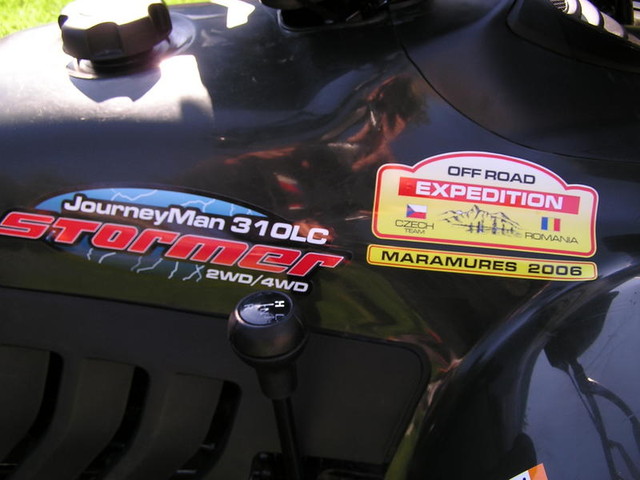 JourneyMan 310LC
STORMER
2WD/4WD
H
OFF ROAD
EXPEDITION
CZECH
TEAM
ROMANIA
MARAMURES 2006